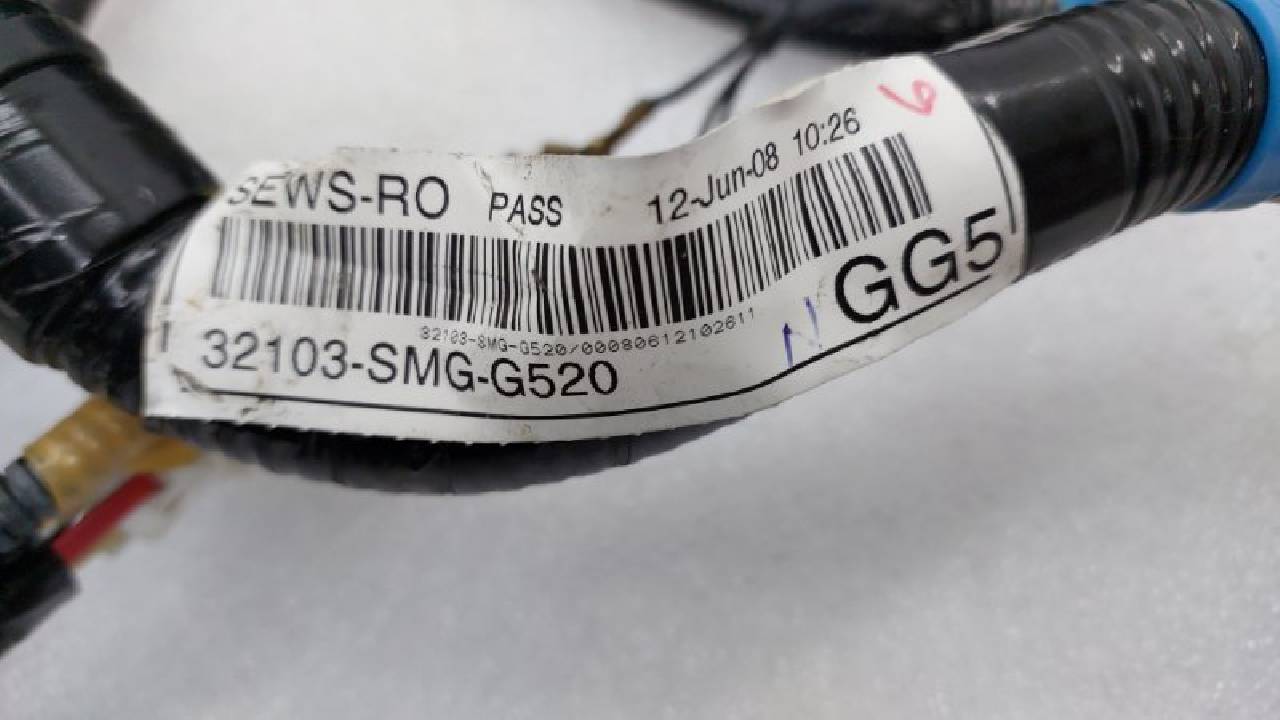 SEWS-RO PASS 12-Jun-08 10:26 6
32103-SMG-G520/00080612102611
32103-SMG-G520 N GG5